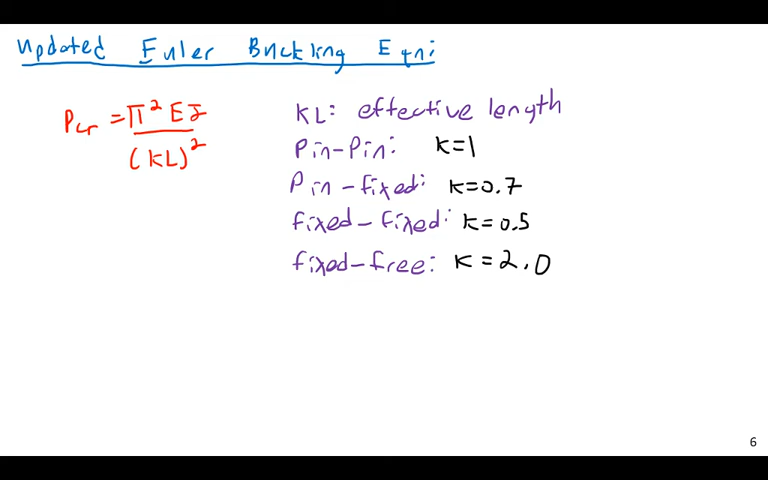 Updated Euler Buckling Eqn:
Pcr = π² EI / (KL)²
KL: effective length
Pin-Pin: K=1
Pin-fixed: K=0.7
fixed-fixed: K=0.5
fixed-free: K=2.0
6